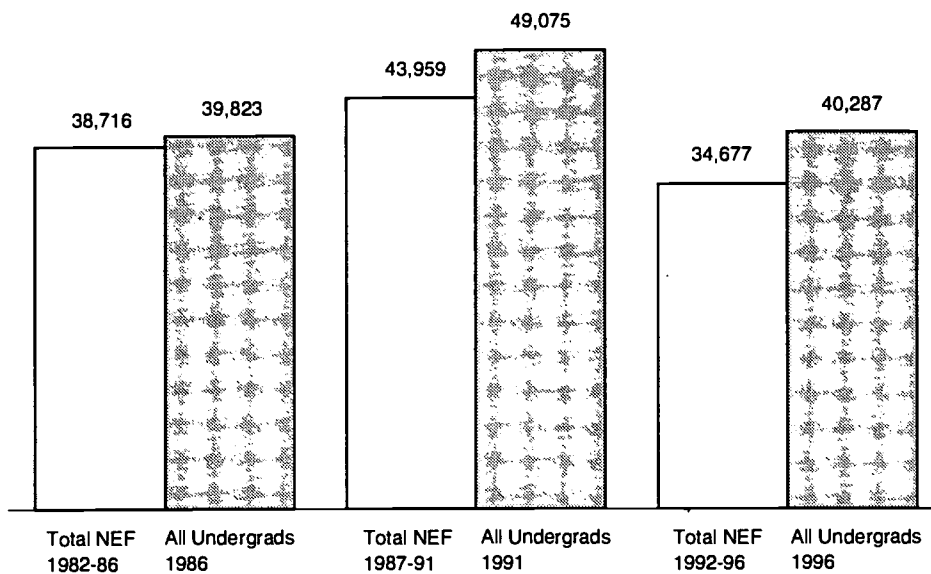 49,075
43,959
38,716
39,823
40,287
34,677
Total NEF
1982-86
All Undergrads
1986
Total NEF
1987-91
All Undergrads
1991
Total NEF
1992-96
All Undergrads
1996